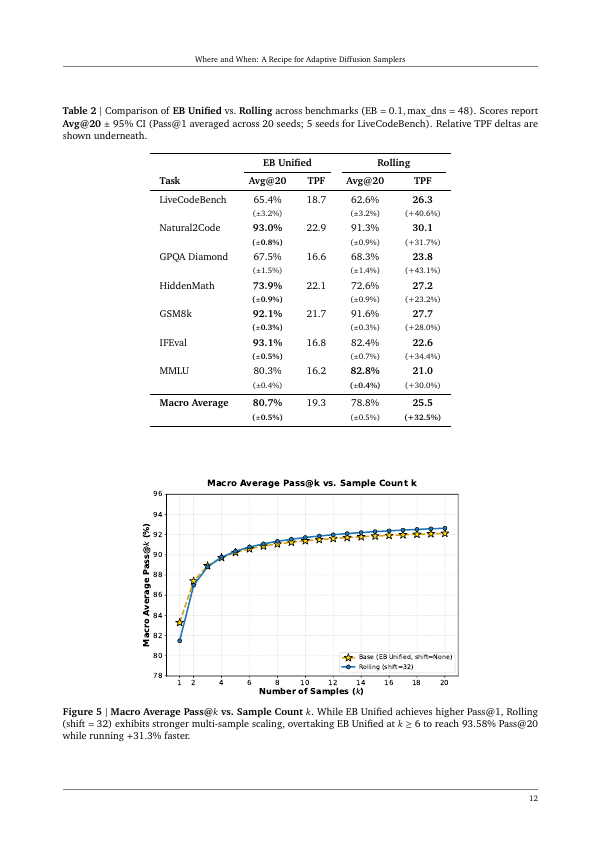 Where and When: A Recipe for Adaptive Diffusion Samplers
Table 2 | Comparison of EB Unified vs. Rolling across benchmarks (EB = 0.1, max_dns = 48). Scores report
Avg@20 ± 95% CI (Pass@1 averaged across 20 seeds; 5 seeds for LiveCodeBench). Relative TPF deltas are
shown underneath.
EB Unified Rolling
Task Avg@20 TPF Avg@20 TPF
LiveCodeBench 65.4% 18.7 62.6% 26.3
(±3.2%) (±3.2%) (+40.6%)
Natural2Code 93.0% 22.9 91.3% 30.1
(±0.8%) (±0.9%) (+31.7%)
GPQA Diamond 67.5% 16.6 68.3% 23.8
(±1.5%) (±1.4%) (+43.1%)
HiddenMath 73.9% 22.1 72.6% 27.2
(±0.9%) (±0.9%) (+23.2%)
GSM8k 92.1% 21.7 91.6% 27.7
(±0.3%) (±0.3%) (+28.0%)
IFEval 93.1% 16.8 82.4% 22.6
(±0.5%) (±0.7%) (+34.4%)
MMLU 80.3% 16.2 82.8% 21.0
(±0.4%) (±0.4%) (+30.0%)
Macro Average 80.7% 19.3 78.8% 25.5
(±0.5%) (±0.5%) (+32.5%)
Macro Average Pass@k vs. Sample Count k
Macro Average Pass@k (%)
96
94
92
90
88
86
84
82
80
78
Base (EB Unified, shift=None)
Rolling (shift=32)
1 2 4 6 8 10 12 14 16 18 20
Number of Samples (k)
Figure 5 | Macro Average Pass@k vs. Sample Count k. While EB Unified achieves higher Pass@1, Rolling
(shift = 32) exhibits stronger multi-sample scaling, overtaking EB Unified at k ≥ 6 to reach 93.58% Pass@20
while running +31.3% faster.
12